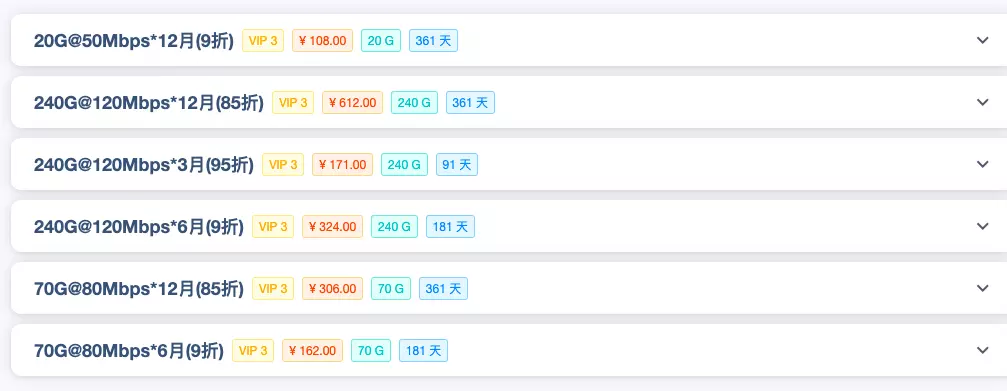 20G@50Mbps*12月(9折) VIP 3 ¥ 108.00 20 G 361 天
240G@120Mbps*12月(85折) VIP 3 ¥ 612.00 240 G 361 天
240G@120Mbps*3月(95折) VIP 3 ¥ 171.00 240 G 91 天
240G@120Mbps*6月(9折) VIP 3 ¥ 324.00 240 G 181 天
70G@80Mbps*12月(85折) VIP 3 ¥ 306.00 70 G 361 天
70G@80Mbps*6月(9折) VIP 3 ¥ 162.00 70 G 181 天